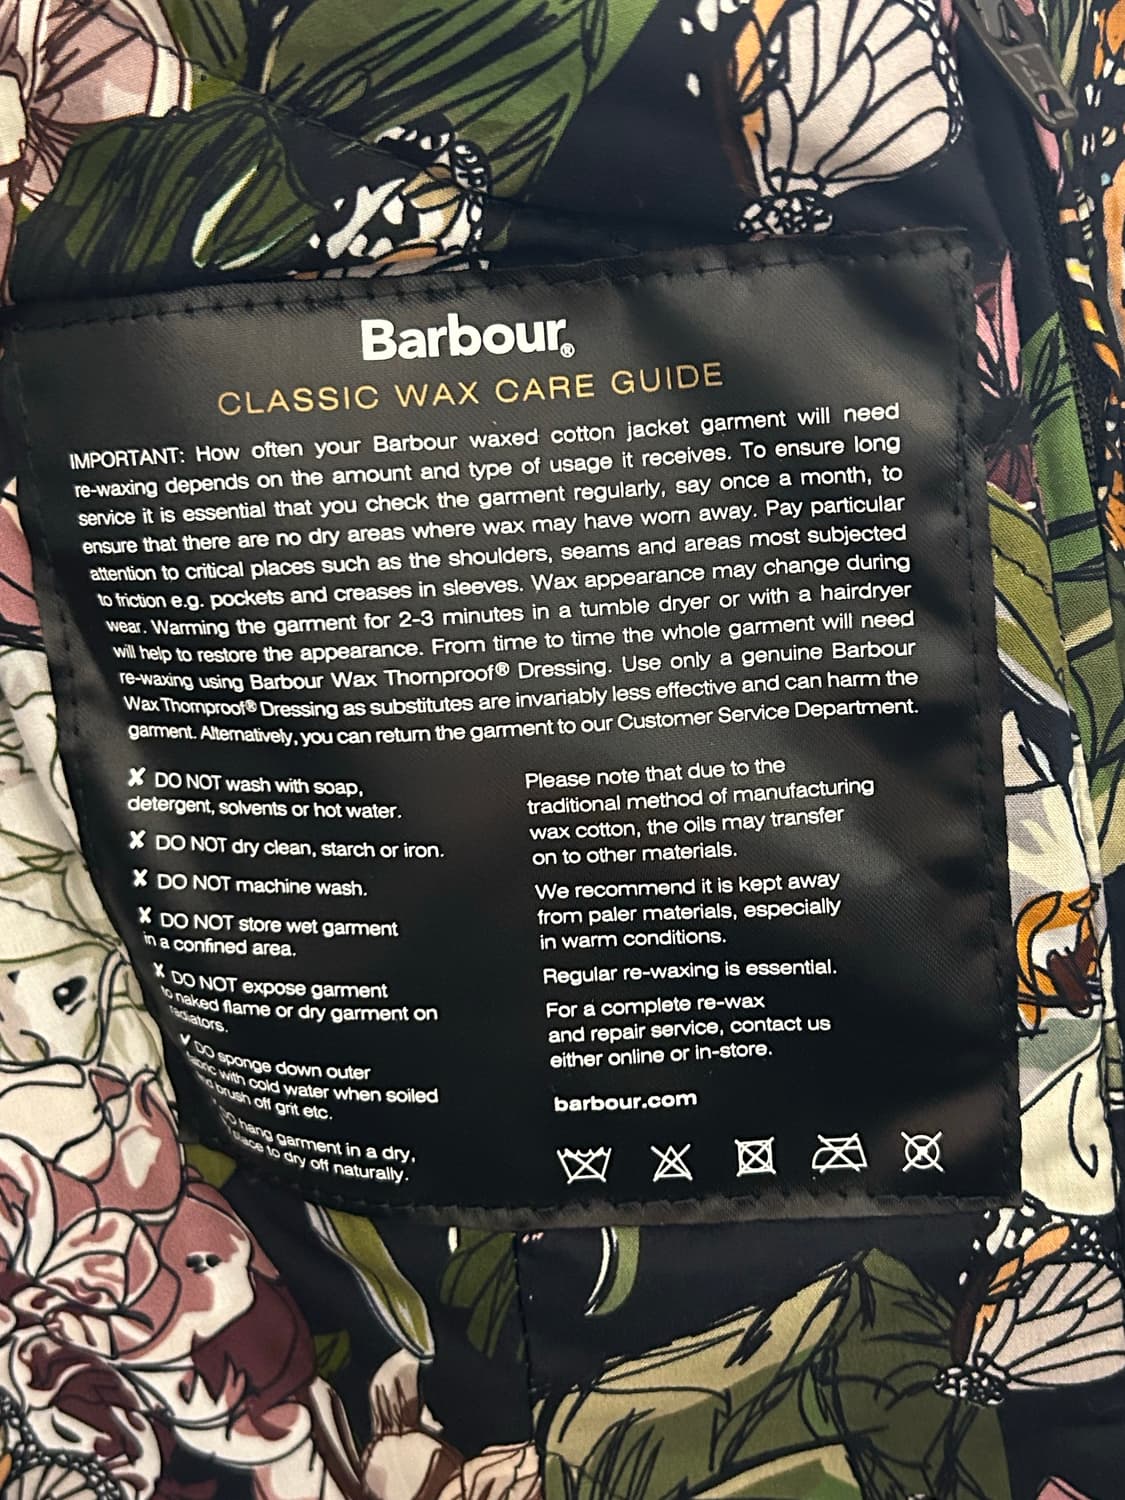 Barbour®
CLASSIC WAX CARE GUIDE
IMPORTANT: How often your Barbour waxed cotton jacket garment will need
re-waxing depends on the amount and type of usage it receives. To ensure long
service it is essential that you check the garment regularly, say once a month, to
ensure that there are no dry areas where wax may have worn away. Pay particular
attention to critical places such as the shoulders, seams and areas most subjected
to friction e.g. pockets and creases in sleeves. Wax appearance may change during
wear. Warming the garment for 2-3 minutes in a tumble dryer or with a hairdryer
will help to restore the appearance. From time to time the whole garment will need
re-waxing using Barbour Wax Thornproof® Dressing. Use only a genuine Barbour
Wax Thornproof® Dressing as substitutes are invariably less effective and can harm the
garment. Alternatively, you can return the garment to our Customer Service Department.
✗ DO NOT wash with soap,
detergent, solvents or hot water.
✗ DO NOT dry clean, starch or iron.
✗ DO NOT machine wash.
✗ DO NOT store wet garment
in a confined area.
✗ DO NOT expose garment
to naked flame or dry garment on
radiators.
✓ DO sponge down outer
fabric with cold water when soiled
and brush off grit etc.
DO hang garment in a dry,
place to dry off naturally.
Please note that due to the
traditional method of manufacturing
wax cotton, the oils may transfer
on to other materials.
We recommend it is kept away
from paler materials, especially
in warm conditions.
Regular re-waxing is essential.
For a complete re-wax
and repair service, contact us
either online or in-store.
barbour.com